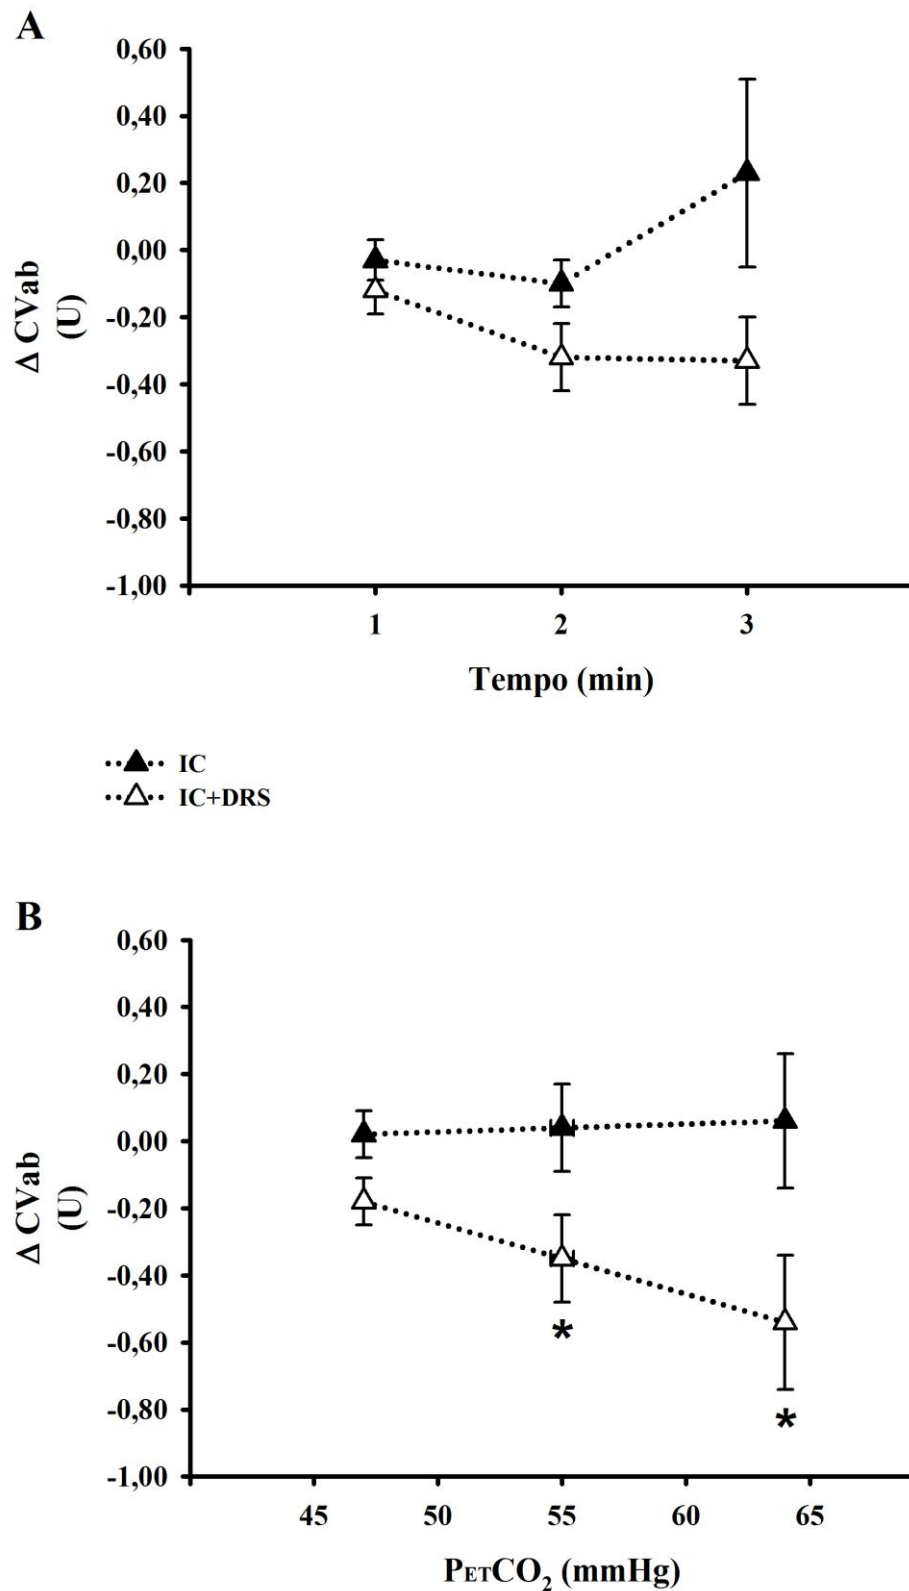 A
0,60
0,40
0,20
0,00
-0,20
-0,40
-0,60
-0,80
-1,00
Δ CVab
(U)
1 2 3
Tempo (min)
IC
IC+DRS
B
0,60
0,40
0,20
0,00
-0,20
-0,40
-0,60
-0,80
-1,00
Δ CVab
(U)
*
*
45 50 55 60 65
PETCO₂ (mmHg)